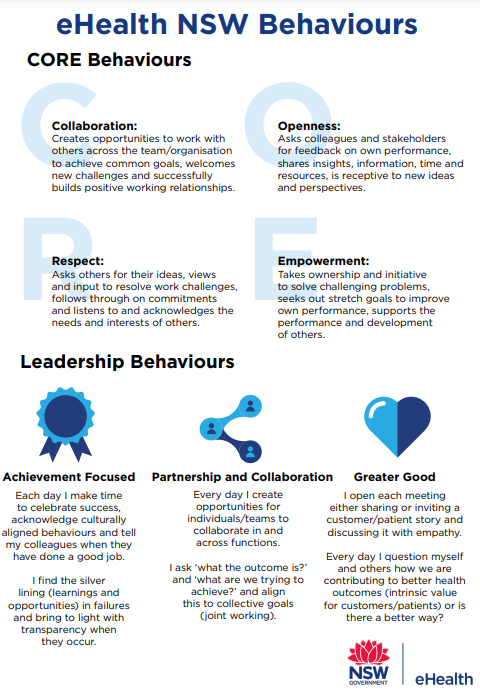 eHealth NSW Behaviours
CORE Behaviours
C
Collaboration:
Creates opportunities to work with
others across the team/organisation
to achieve common goals, welcomes
new challenges and successfully
builds positive working relationships.
O
Openness:
Asks colleagues and stakeholders
for feedback on own performance,
shares insights, information, time and
resources, is receptive to new ideas
and perspectives.
R
Respect:
Asks others for their ideas, views
and input to resolve work challenges,
follows through on commitments
and listens to and acknowledges the
needs and interests of others.
E
Empowerment:
Takes ownership and initiative
to solve challenging problems,
seeks out stretch goals to improve
own performance, supports the
performance and development
of others.
Leadership Behaviours
Achievement Focused
Each day I make time
to celebrate success,
acknowledge culturally
aligned behaviours and tell
my colleagues when they
have done a good job.
I find the silver
lining (learnings and
opportunities) in failures
and bring to light with
transparency when
they occur.
Partnership and Collaboration
Every day I create
opportunities for
individuals/teams to
collaborate in and
across functions.
I ask ‘what the outcome is?’
and ‘what are we trying to
achieve?’ and align
this to collective goals
(joint working).
Greater Good
I open each meeting
either sharing or inviting a
customer/patient story and
discussing it with empathy.
Every day I question myself
and others how we are
contributing to better health
outcomes (intrinsic value
for customers/patients) or is
there a better way?
NSW
GOVERNMENT
eHealth